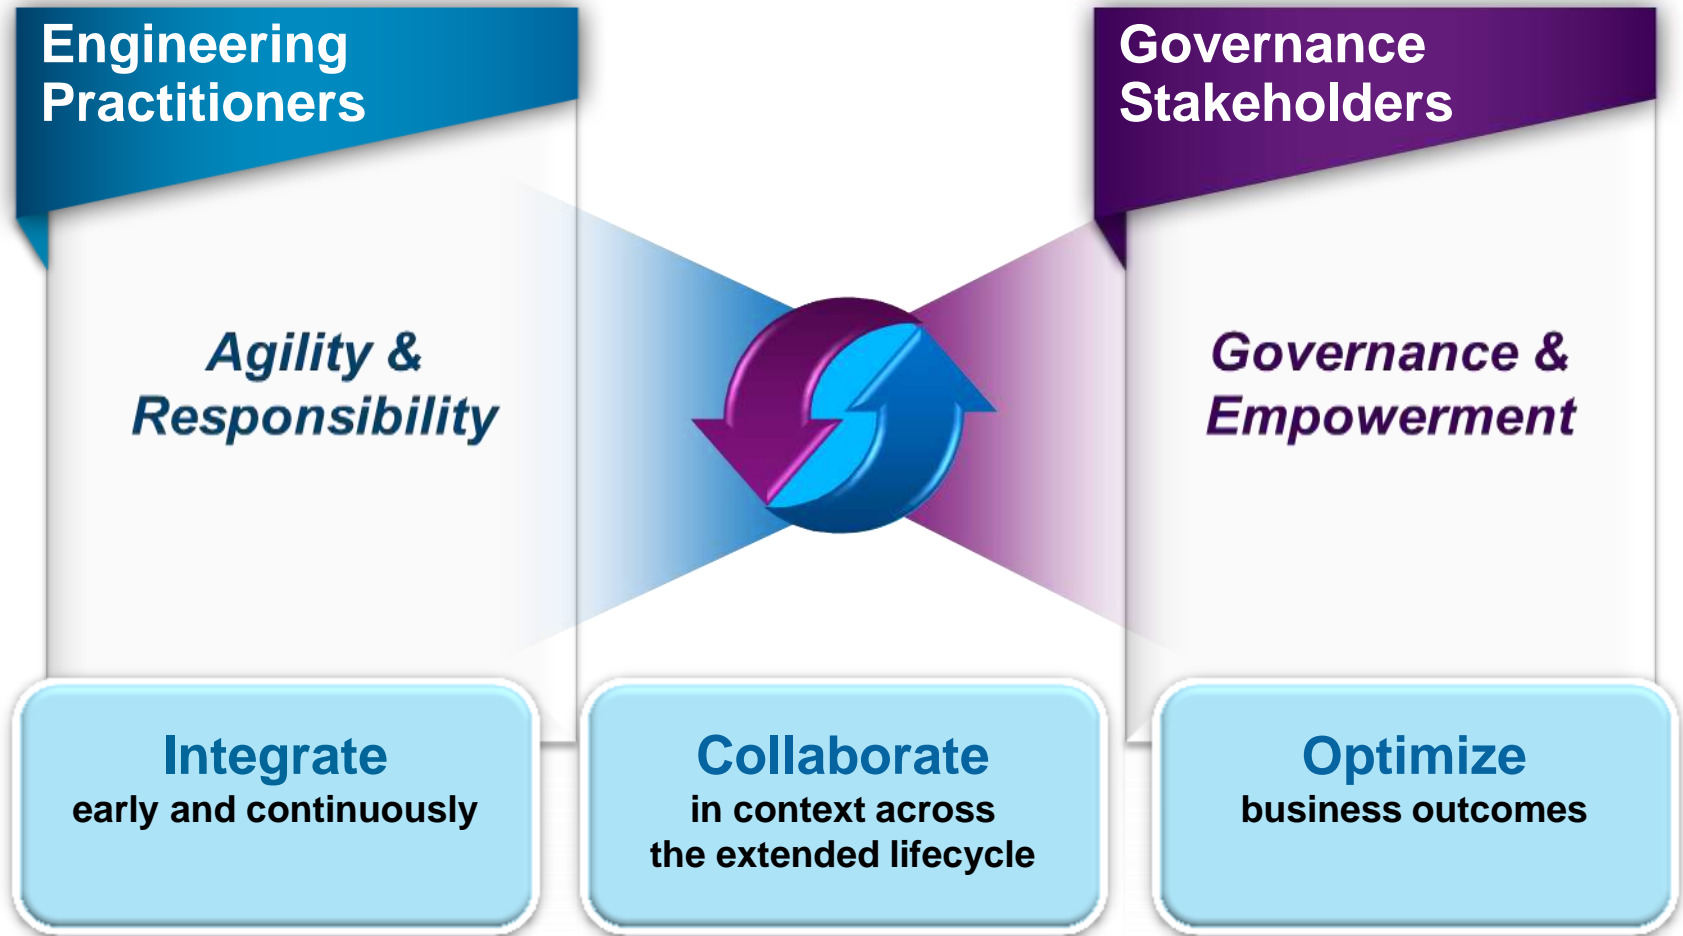 Engineering
Practitioners
Governance
Stakeholders
Agility &
Responsibility
Governance &
Empowerment
Integrate
early and continuously
Collaborate
in context across
the extended lifecycle
Optimize
business outcomes